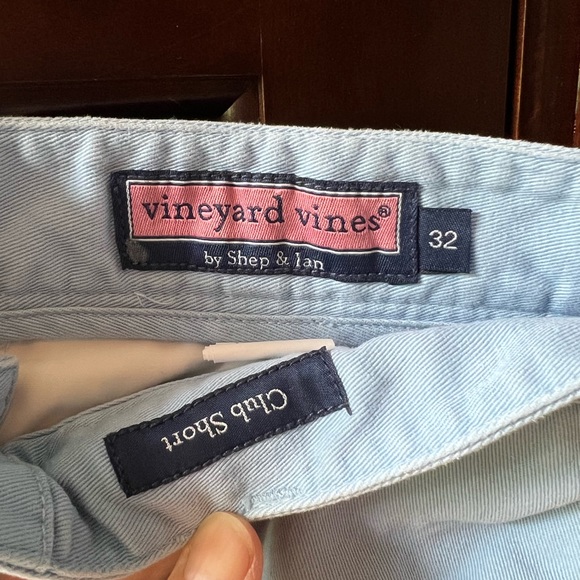 vineyard vines®
by Shep & Ian
32
Club Short